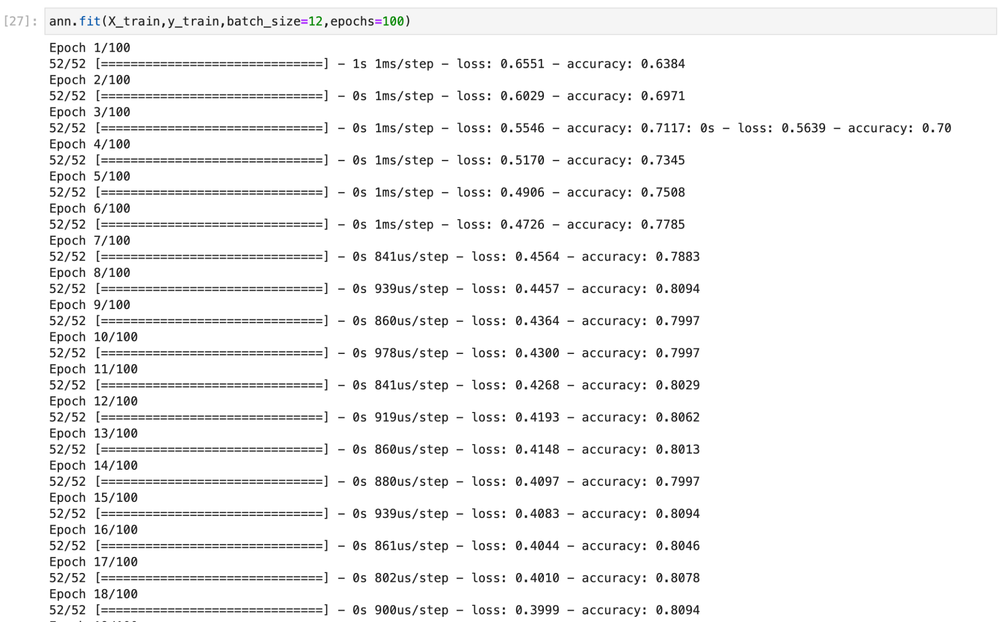 [27]: ann.fit(X_train,y_train,batch_size=12,epochs=100)
Epoch 1/100
52/52 [==============================] - 1s 1ms/step - loss: 0.6551 - accuracy: 0.6384
Epoch 2/100
52/52 [==============================] - 0s 1ms/step - loss: 0.6029 - accuracy: 0.6971
Epoch 3/100
52/52 [==============================] - 0s 1ms/step - loss: 0.5546 - accuracy: 0.7117: 0s - loss: 0.5639 - accuracy: 0.70
Epoch 4/100
52/52 [==============================] - 0s 1ms/step - loss: 0.5170 - accuracy: 0.7345
Epoch 5/100
52/52 [==============================] - 0s 1ms/step - loss: 0.4906 - accuracy: 0.7508
Epoch 6/100
52/52 [==============================] - 0s 1ms/step - loss: 0.4726 - accuracy: 0.7785
Epoch 7/100
52/52 [==============================] - 0s 841us/step - loss: 0.4564 - accuracy: 0.7883
Epoch 8/100
52/52 [==============================] - 0s 939us/step - loss: 0.4457 - accuracy: 0.8094
Epoch 9/100
52/52 [==============================] - 0s 860us/step - loss: 0.4364 - accuracy: 0.7997
Epoch 10/100
52/52 [==============================] - 0s 978us/step - loss: 0.4300 - accuracy: 0.7997
Epoch 11/100
52/52 [==============================] - 0s 841us/step - loss: 0.4268 - accuracy: 0.8029
Epoch 12/100
52/52 [==============================] - 0s 919us/step - loss: 0.4193 - accuracy: 0.8062
Epoch 13/100
52/52 [==============================] - 0s 860us/step - loss: 0.4148 - accuracy: 0.8013
Epoch 14/100
52/52 [==============================] - 0s 880us/step - loss: 0.4097 - accuracy: 0.7997
Epoch 15/100
52/52 [==============================] - 0s 939us/step - loss: 0.4083 - accuracy: 0.8094
Epoch 16/100
52/52 [==============================] - 0s 861us/step - loss: 0.4044 - accuracy: 0.8046
Epoch 17/100
52/52 [==============================] - 0s 802us/step - loss: 0.4010 - accuracy: 0.8078
Epoch 18/100
52/52 [==============================] - 0s 900us/step - loss: 0.3999 - accuracy: 0.8094